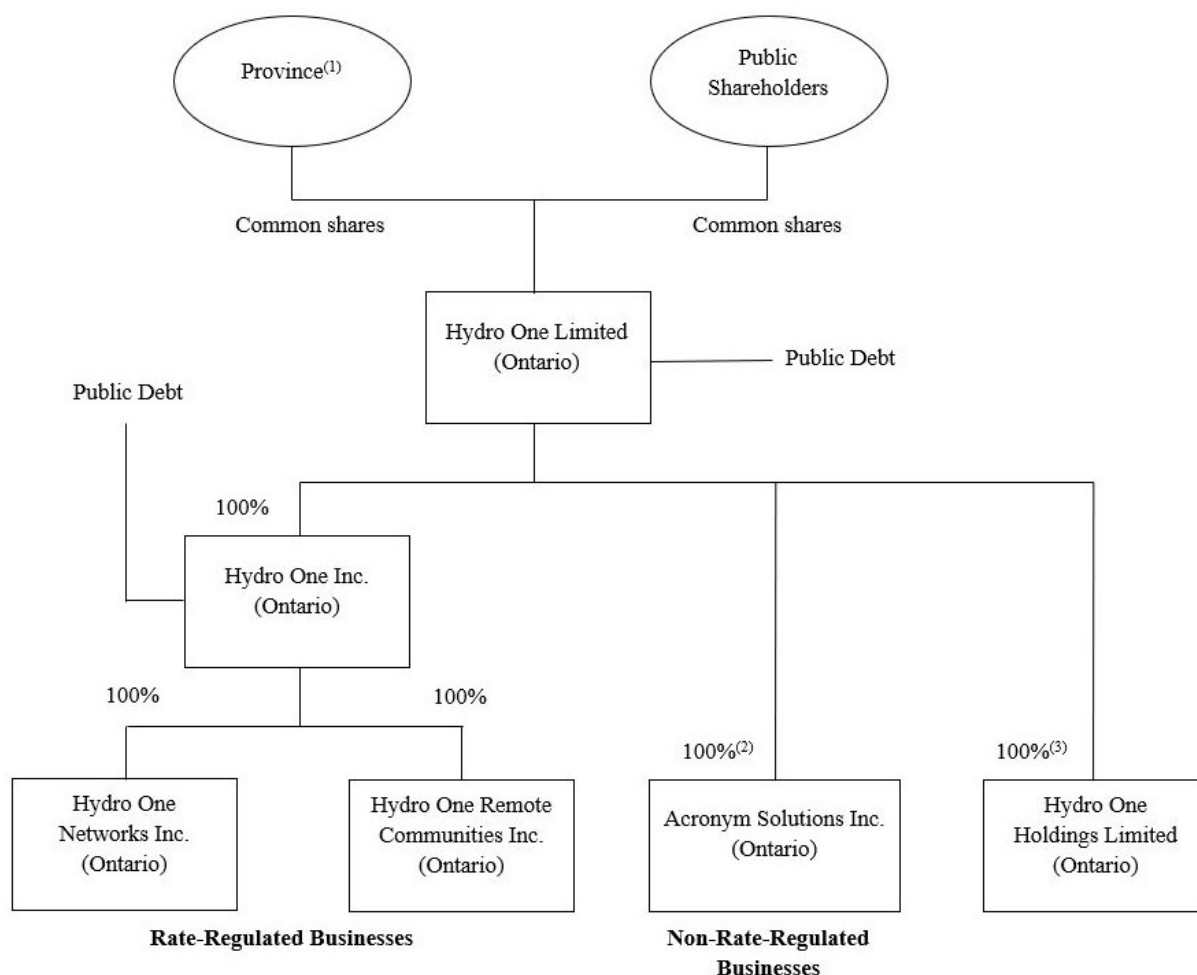 Province(1)
Public
Shareholders
Common shares
Common shares
Hydro One Limited
(Ontario)
Public Debt
Public Debt
100%
Hydro One Inc.
(Ontario)
100%
100%
100%(2)
100%(3)
Hydro One
Networks Inc.
(Ontario)
Hydro One Remote
Communities Inc.
(Ontario)
Acronym Solutions Inc.
(Ontario)
Hydro One
Holdings Limited
(Ontario)
Rate-Regulated Businesses
Non-Rate-Regulated
Businesses